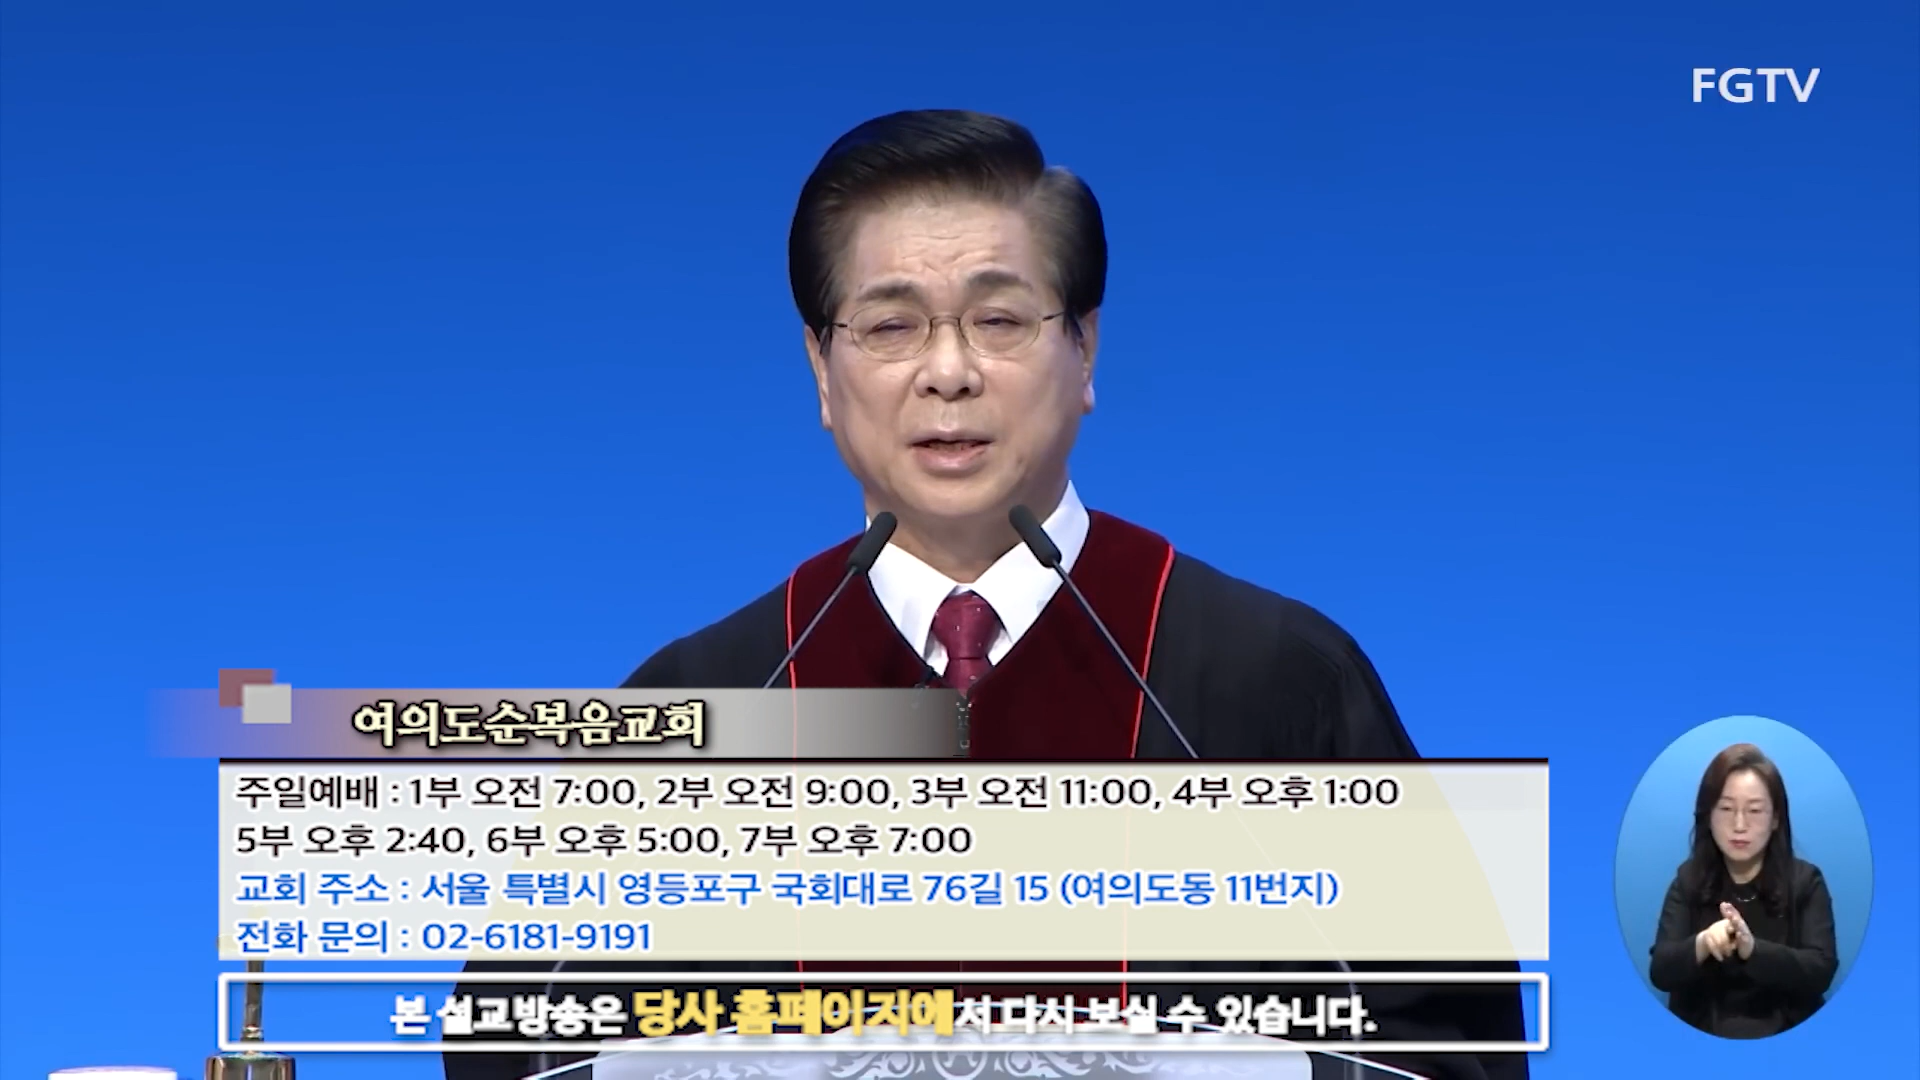 FGTV
여의도순복음교회
주일예배 : 1부 오전 7:00, 2부 오전 9:00, 3부 오전 11:00, 4부 오후 1:00
5부 오후 2:40, 6부 오후 5:00, 7부 오후 7:00
교회 주소 : 서울 특별시 영등포구 국회대로 76길 15 (여의도동 11번지)
전화 문의 : 02-6181-9191
본 설교방송은 당사 홈페이지에서 다시 보실 수 있습니다.